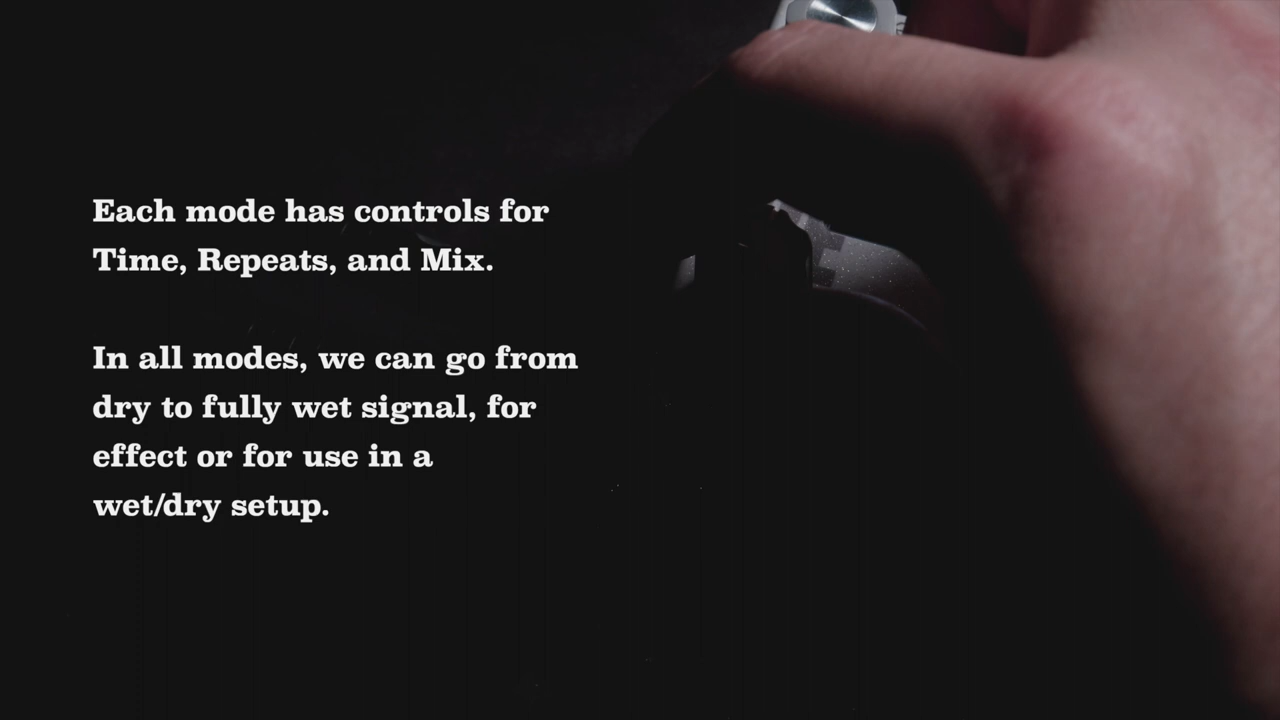 Each mode has controls for
Time, Repeats, and Mix.
In all modes, we can go from
dry to fully wet signal, for
effect or for use in a
wet/dry setup.